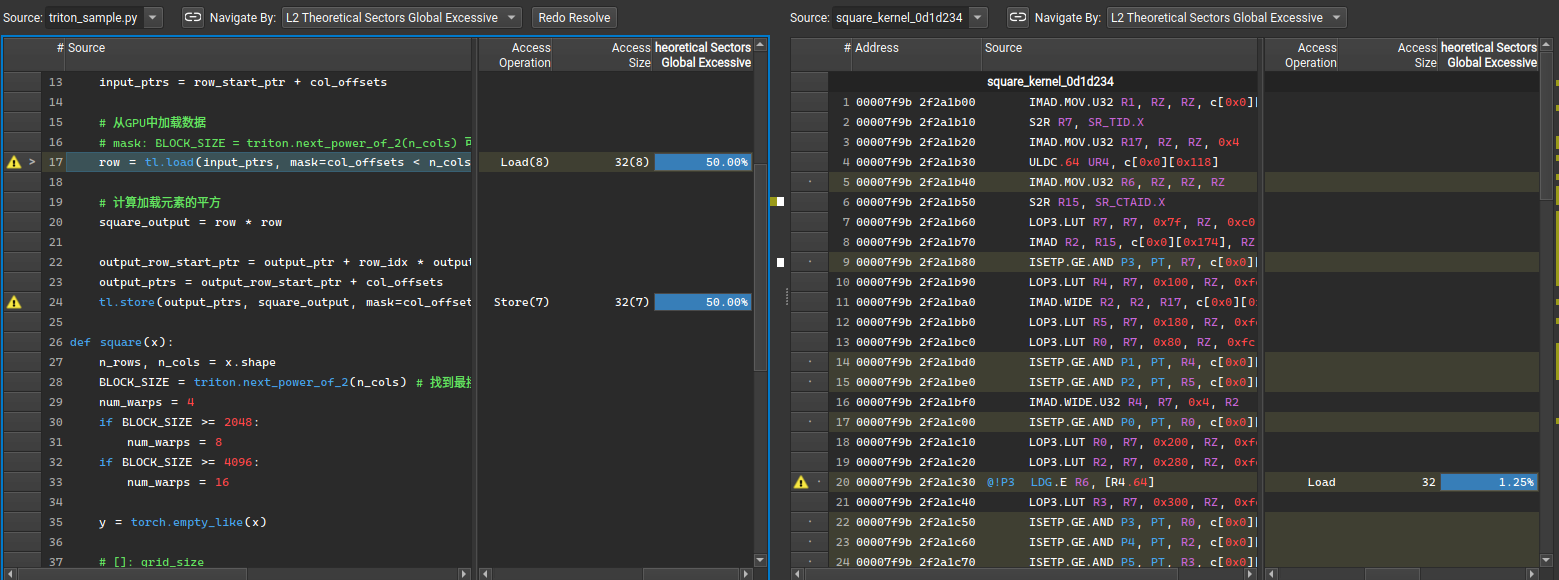 Source: triton_sample.py Navigate By: L2 Theoretical Sectors Global Excessive Redo Resolve
# Source Access Operation Access Size heoretical Sectors Global Excessive
13 input_ptrs = row_start_ptr + col_offsets
14
15 # 从GPU中加载数据
16 # mask: BLOCK_SIZE = triton.next_power_of_2(n_cols)
17 > row = tl.load(input_ptrs, mask=col_offsets < n_cols Load(8) 32(8) 50.00%
18
19 # 计算加载元素的平方
20 square_output = row * row
21
22 output_row_start_ptr = output_ptr + row_idx * outpu
23 output_ptrs = output_row_start_ptr + col_offsets
24 tl.store(output_ptrs, square_output, mask=col_offset Store(7) 32(7) 50.00%
25
26 def square(x):
27 n_rows, n_cols = x.shape
28 BLOCK_SIZE = triton.next_power_of_2(n_cols) # 找到最
29 num_warps = 4
30 if BLOCK_SIZE >= 2048:
31 num_warps = 8
32 if BLOCK_SIZE >= 4096:
33 num_warps = 16
34
35 y = torch.empty_like(x)
36
37 # []: grid_size
Source: square_kernel_0d1d234 Navigate By: L2 Theoretical Sectors Global Excessive
# Address Source Access Operation Access Size heoretical Sectors Global Excessive
square_kernel_0d1d234
1 00007f9b 2f2a1b00 IMAD.MOV.U32 R1, RZ, RZ, c[0x0][
2 00007f9b 2f2a1b10 S2R R7, SR_TID.X
3 00007f9b 2f2a1b20 IMAD.MOV.U32 R17, RZ, RZ, 0x4
4 00007f9b 2f2a1b30 ULDC.64 UR4, c[0x0][0x118]
5 00007f9b 2f2a1b40 IMAD.MOV.U32 R6, RZ, RZ, RZ
6 00007f9b 2f2a1b50 S2R R15, SR_CTAID.X
7 00007f9b 2f2a1b60 LOP3.LUT R7, R7, 0x7f, RZ, 0xc0
8 00007f9b 2f2a1b70 IMAD R2, R15, c[0x0][0x174], RZ
9 00007f9b 2f2a1b80 ISETP.GE.AND P3, PT, R7, c[0x0][
10 00007f9b 2f2a1b90 LOP3.LUT R4, R7, 0x100, RZ, 0xf
11 00007f9b 2f2a1ba0 IMAD.WIDE R2, R2, R17, c[0x0][0
12 00007f9b 2f2a1bb0 LOP3.LUT R5, R7, 0x180, RZ, 0xf
13 00007f9b 2f2a1bc0 LOP3.LUT R0, R7, 0x80, RZ, 0xfc
14 00007f9b 2f2a1bd0 ISETP.GE.AND P1, PT, R4, c[0x0][
15 00007f9b 2f2a1be0 ISETP.GE.AND P2, PT, R5, c[0x0][
16 00007f9b 2f2a1bf0 IMAD.WIDE.U32 R4, R7, 0x4, R2
17 00007f9b 2f2a1c00 ISETP.GE.AND P0, PT, R0, c[0x0][
18 00007f9b 2f2a1c10 LOP3.LUT R0, R7, 0x200, RZ, 0xf
19 00007f9b 2f2a1c20 LOP3.LUT R2, R7, 0x280, RZ, 0xf
20 00007f9b 2f2a1c30 @!P3 LDG.E R6, [R4.64] Load 32 1.25%
21 00007f9b 2f2a1c40 LOP3.LUT R3, R7, 0x300, RZ, 0xf
22 00007f9b 2f2a1c50 ISETP.GE.AND P3, PT, R0, c[0x0][
23 00007f9b 2f2a1c60 ISETP.GE.AND P4, PT, R2, c[0x0][
24 00007f9b 2f2a1c70 ISETP.GE.AND P5, PT, R3, c[0x0][